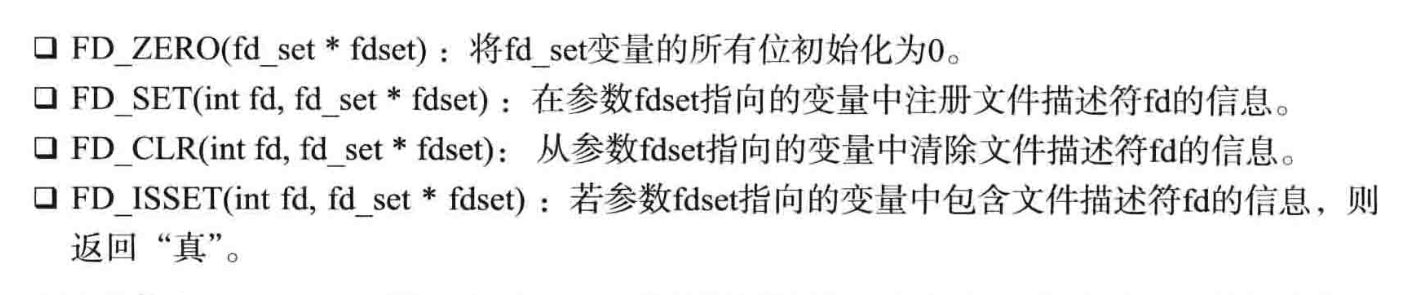 ❑ FD_ZERO(fd_set * fdset)：将fd_set变量的所有位初始化为0。
❑ FD_SET(int fd, fd_set * fdset)：在参数fdset指向的变量中注册文件描述符fd的信息。
❑ FD_CLR(int fd, fd_set * fdset)： 从参数fdset指向的变量中清除文件描述符fd的信息。
❑ FD_ISSET(int fd, fd_set * fdset)：若参数fdset指向的变量中包含文件描述符fd的信息，则
返回“真”。